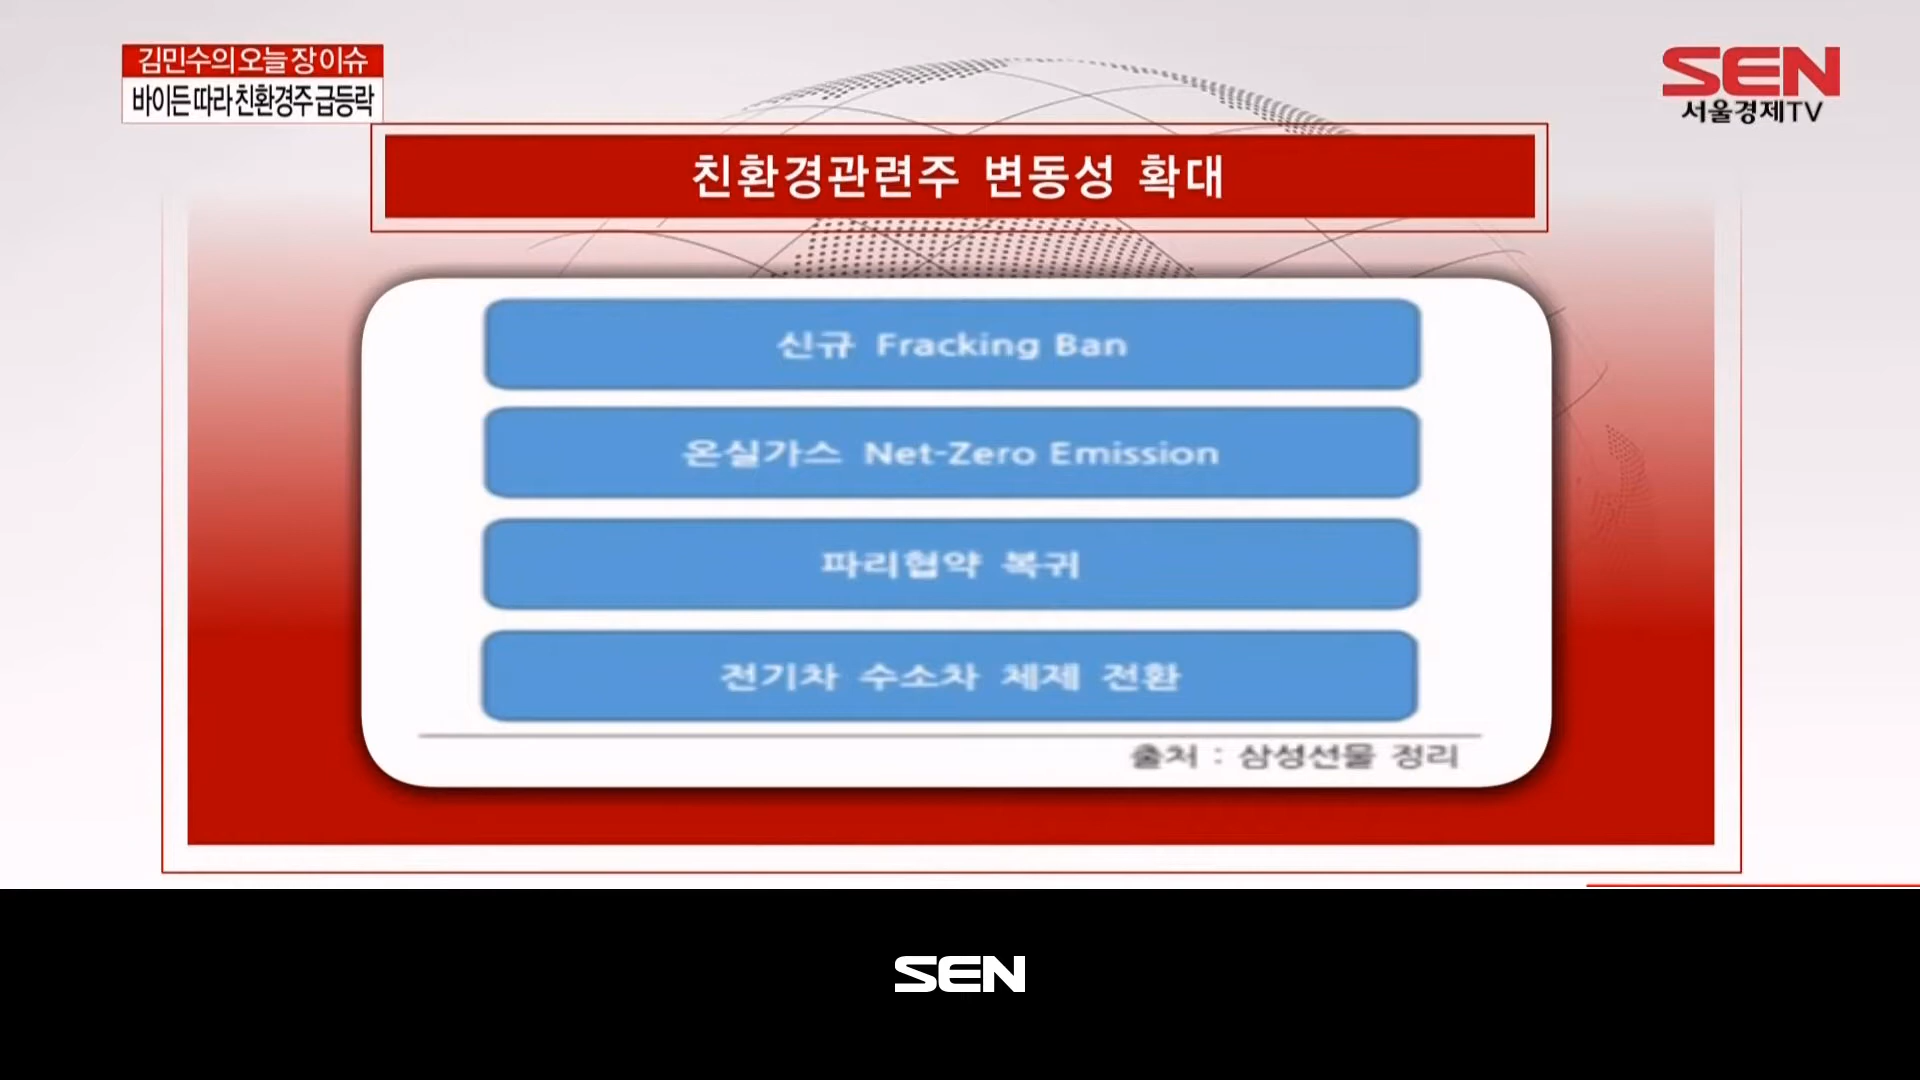 김민수의 오늘 장 이슈
바이든 따라 친환경주 급등락
SEN
서울경제TV
친환경관련주 변동성 확대
신규 Fracking Ban
온실가스 Net-Zero Emission
파리협약 복귀
전기차 수소차 체제 전환
출처 : 삼성선물 정리
SEN